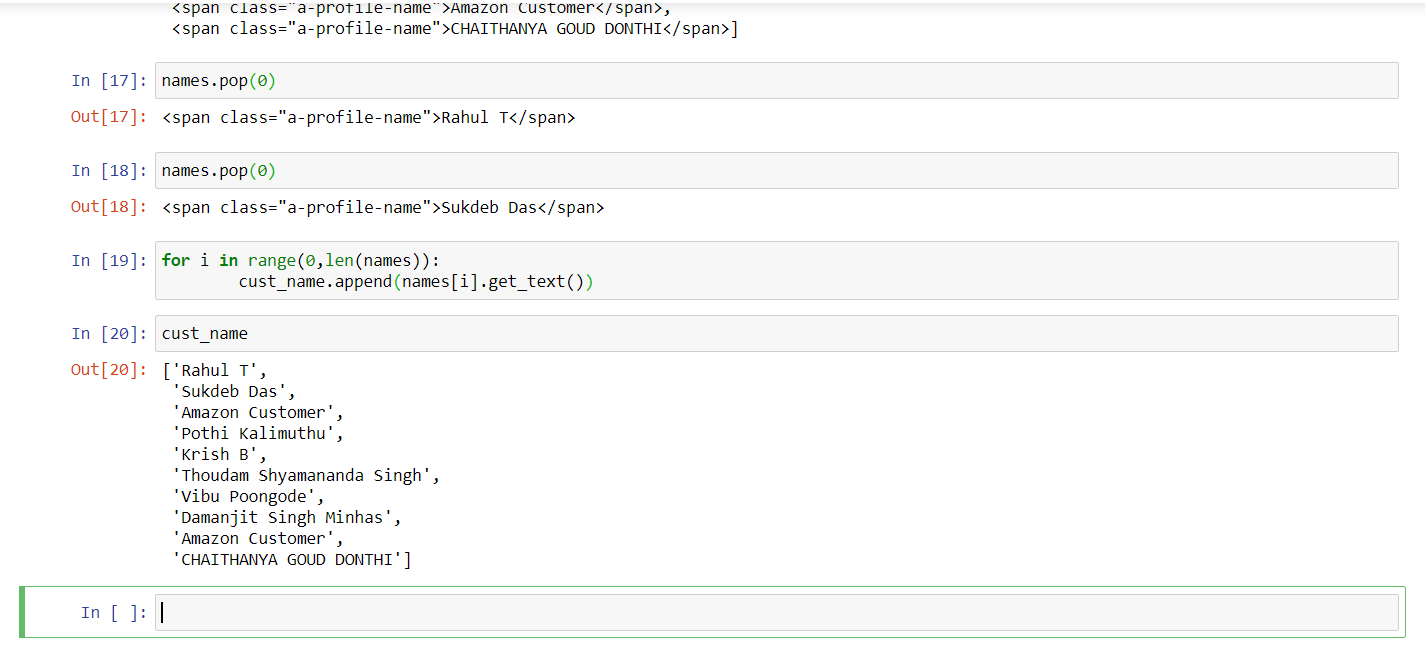 <span class="a-profile-name">Amazon Customer</span>,
<span class="a-profile-name">CHAITHANYA GOUD DONTHI</span>]
In [17]: names.pop(0)
Out[17]: <span class="a-profile-name">Rahul T</span>
In [18]: names.pop(0)
Out[18]: <span class="a-profile-name">Sukdeb Das</span>
In [19]: for i in range(0,len(names)):
cust_name.append(names[i].get_text())
In [20]: cust_name
Out[20]: ['Rahul T',
'Sukdeb Das',
'Amazon Customer',
'Pothi Kalimuthu',
'Krish B',
'Thoudam Shyamananda Singh',
'Vibu Poongode',
'Damanjit Singh Minhas',
'Amazon Customer',
'CHAITHANYA GOUD DONTHI']
In [ ]: